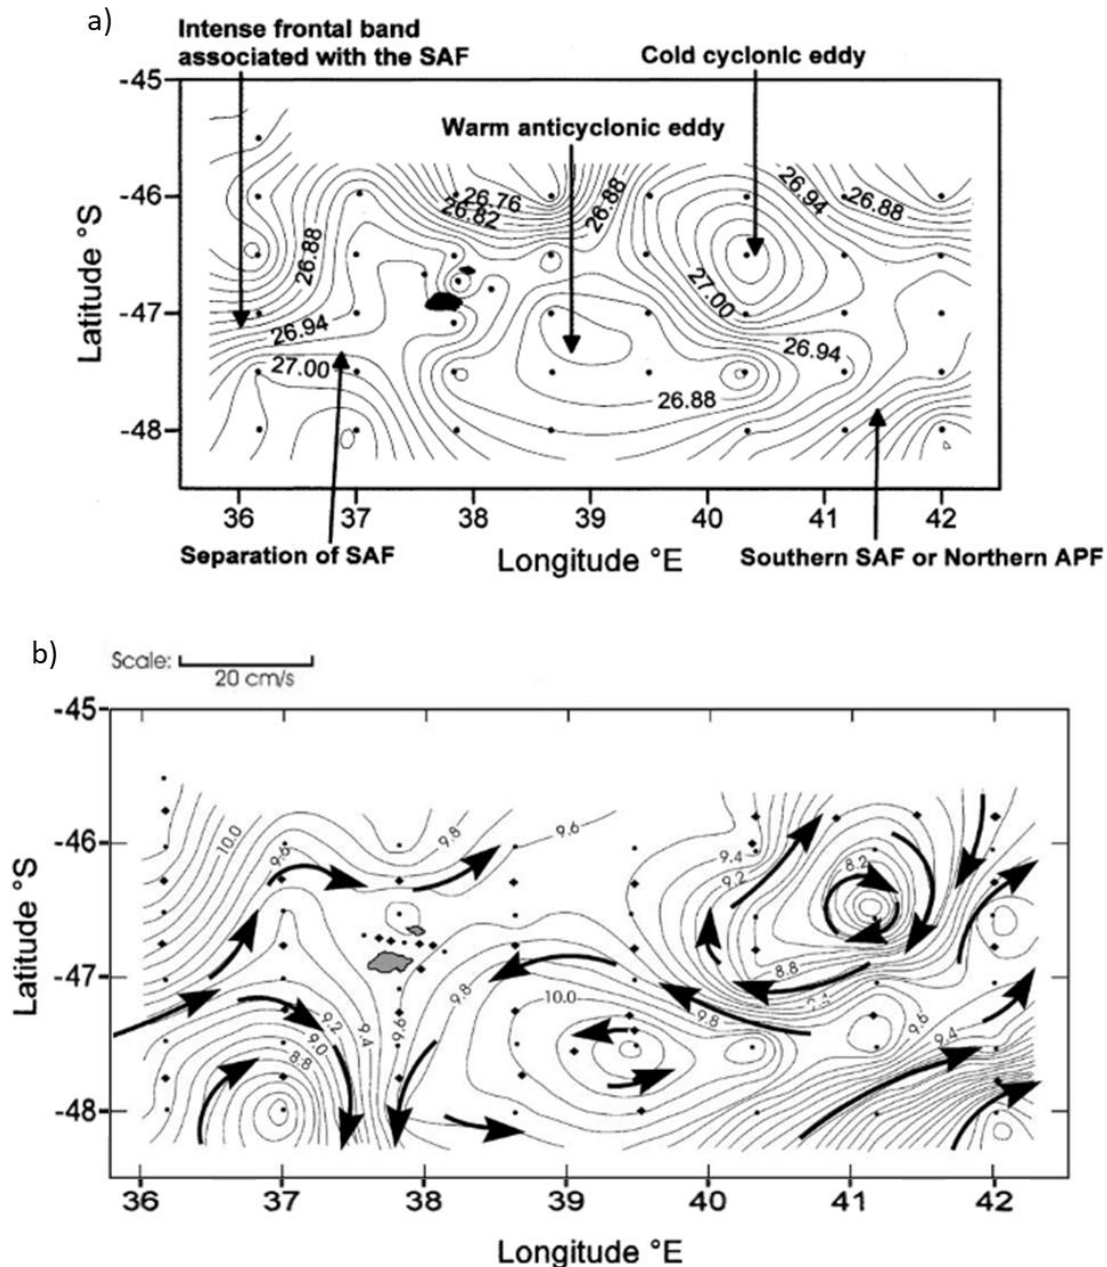 a)
Intense frontal band
associated with the SAF
Cold cyclonic eddy
Warm anticyclonic eddy
-45
-46
-47
-48
Latitude °S
26.76
26.82
26.88
26.88
26.94
26.88
27.00
26.94
26.94
27.00
26.88
36 37 38 39 40 41 42
Separation of SAF
Longitude °E
Southern SAF or Northern APF
b)
Scale:
20 cm/s
-45
-46
-47
-48
Latitude °S
10.0
9.6
9.8
9.6
9.4
9.2
8.2
8.8
9.8
10.0
9.8
9.2
9.0
8.8
9.4
9.6
9.6
9.4
36 37 38 39 40 41 42
Longitude °E